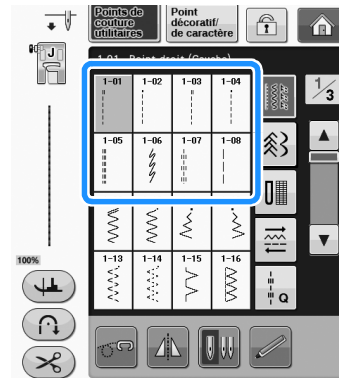 Points de
couture
utilitaires
Point
décoratif/
de caractère
J
1-01 Point droit (Gauche)
1/3
1-01 1-02 1-03 1-04
1-05 1-06 1-07 1-08
100%
1-13 1-14 1-15 1-16
Q